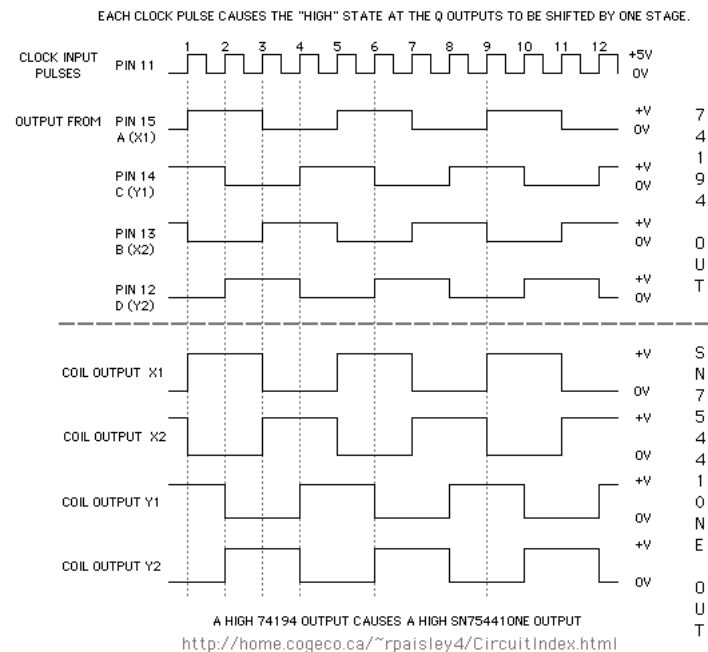 EACH CLOCK PULSE CAUSES THE "HIGH" STATE AT THE Q OUTPUTS TO BE SHIFTED BY ONE STAGE.
1 2 3 4 5 6 7 8 9 10 11 12
CLOCK INPUT PULSES PIN 11 +5V 0V
OUTPUT FROM PIN 15 A (X1) +V 0V
PIN 14 C (Y1) +V 0V
PIN 13 B (X2) +V 0V
PIN 12 D (Y2) +V 0V
74194 OUT
COIL OUTPUT X1 +V 0V
COIL OUTPUT X2 +V 0V
COIL OUTPUT Y1 +V 0V
COIL OUTPUT Y2 +V 0V
SN754410NE OUT
A HIGH 74194 OUTPUT CAUSES A HIGH SN754410NE OUTPUT
http://home.cogeco.ca/~rpaisley4/CircuitIndex.html